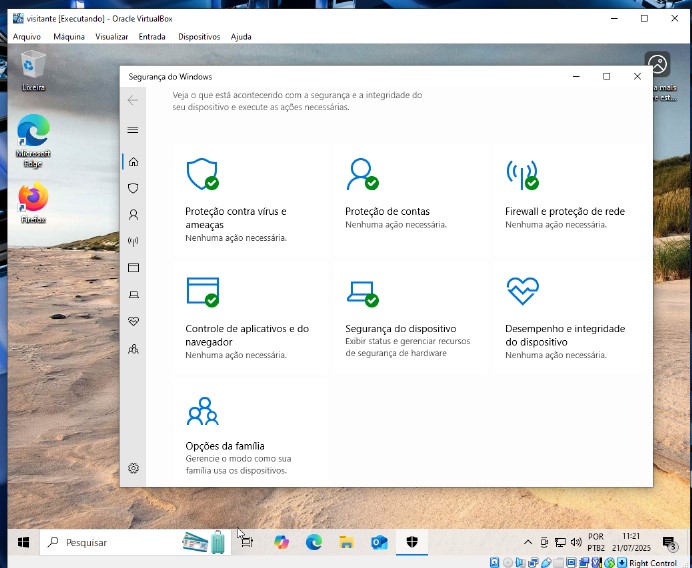 visitante [Executando] - Oracle VirtualBox
Arquivo Máquina Visualizar Entrada Dispositivos Ajuda
Lixeira
Microsoft
Edge
Firefox
a mais
Segurança do Windows
Veja o que está acontecendo com a segurança e a integridade do
seu dispositivo e execute as ações necessárias.
Proteção contra vírus e
ameaças
Nenhuma ação necessária.
Proteção de contas
Nenhuma ação necessária.
Firewall e proteção de rede
Nenhuma ação necessária.
Controle de aplicativos e do
navegador
Nenhuma ação necessária.
Segurança do dispositivo
Exibir status e gerenciar recursos
de segurança de hardware
Desempenho e integridade
do dispositivo
Nenhuma ação necessária.
Opções da família
Gerencie o modo como sua
família usa os dispositivos.
Pesquisar
POR
PTB2
11:21
21/07/2025
3
Right Control